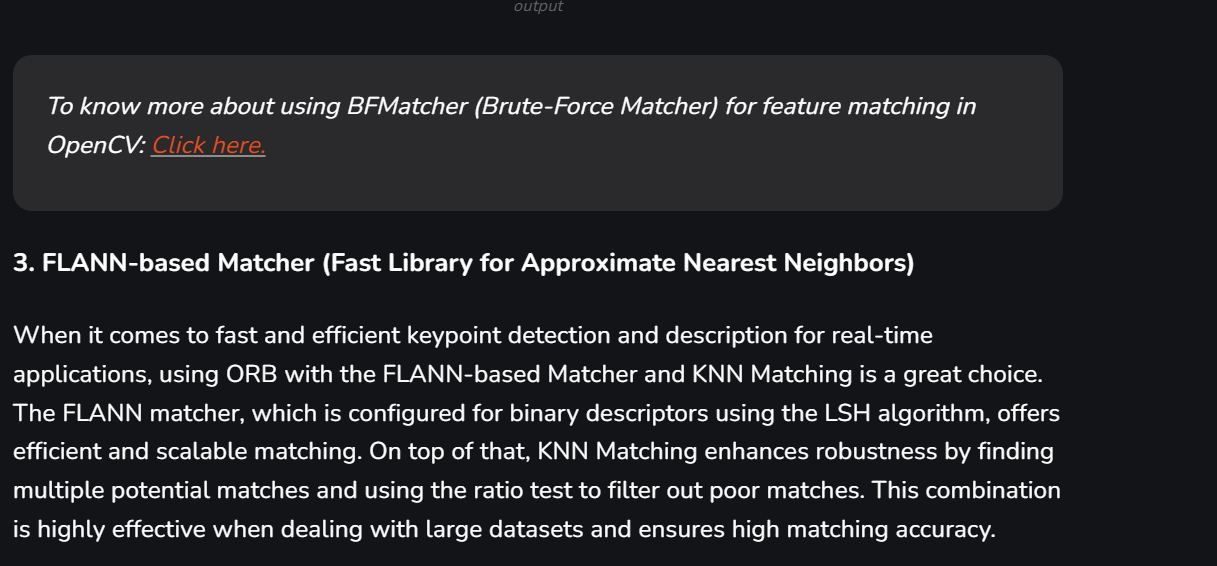 output
To know more about using BFMatcher (Brute-Force Matcher) for feature matching in
OpenCV: Click here.
3. FLANN-based Matcher (Fast Library for Approximate Nearest Neighbors)
When it comes to fast and efficient keypoint detection and description for real-time
applications, using ORB with the FLANN-based Matcher and KNN Matching is a great choice.
The FLANN matcher, which is configured for binary descriptors using the LSH algorithm, offers
efficient and scalable matching. On top of that, KNN Matching enhances robustness by finding
multiple potential matches and using the ratio test to filter out poor matches. This combination
is highly effective when dealing with large datasets and ensures high matching accuracy.